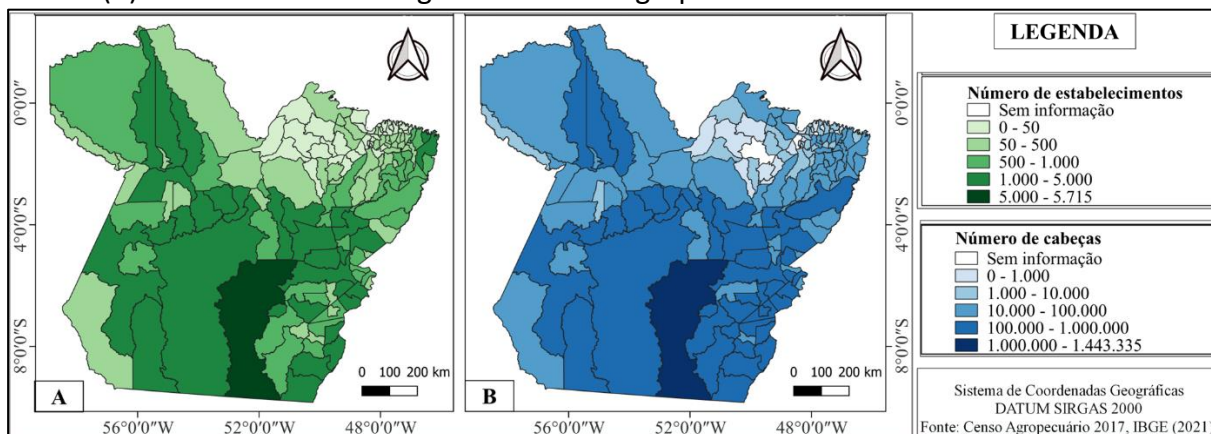 0°0'0"
4°0'0"S
8°0'0"S
0 100 200 km
A
56°0'0"W 52°0'0"W 48°0'0"W
0 100 200 km
B
56°0'0"W 52°0'0"W 48°0'0"W
0°0'0"
4°0'0"S
8°0'0"S
LEGENDA
Número de estabelecimentos
Sem informação
0 - 50
50 - 500
500 - 1.000
1.000 - 5.000
5.000 - 5.715
Número de cabeças
Sem informação
0 - 1.000
1.000 - 10.000
10.000 - 100.000
100.000 - 1.000.000
1.000.000 - 1.443.335
Sistema de Coordenadas Geográficas
DATUM SIRGAS 2000
Fonte: Censo Agropecuário 2017, IBGE (2021)